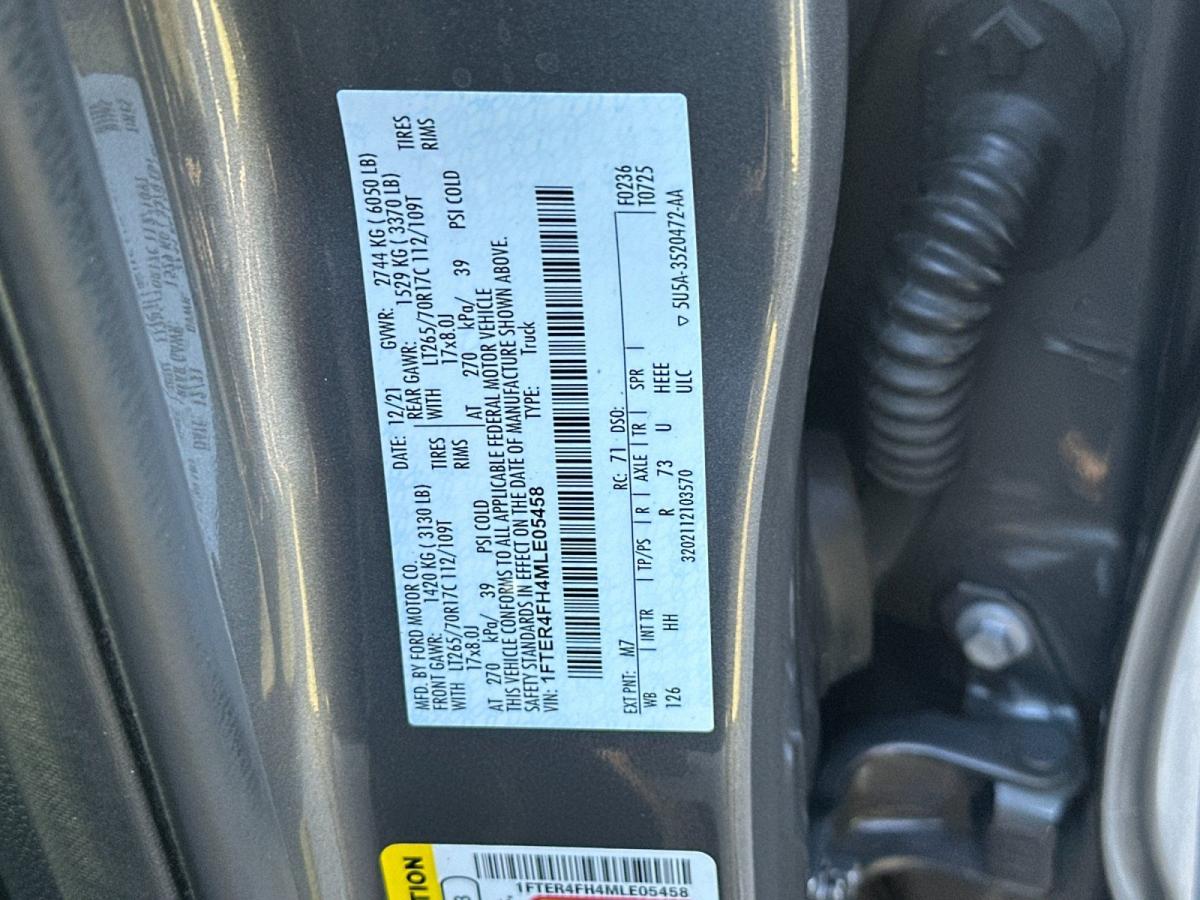 MFD. BY FORD MOTOR CO.
DATE: 12/21 GVWR: 2744 KG ( 6050 LB)
FRONT GAWR: 1420 KG ( 3130 LB)
REAR GAWR: 1529 KG ( 3370 LB)
WITH LT265/70R17C 112/109T TIRES
WITH LT265/70R17C 112/109T TIRES
17x8.0J RIMS
17x8.0J RIMS
AT 270 kPa/ 39 PSI COLD
AT 270 kPa/ 39 PSI COLD
THIS VEHICLE CONFORMS TO ALL APPLICABLE FEDERAL MOTOR VEHICLE
SAFETY STANDARDS IN EFFECT ON THE DATE OF MANUFACTURE SHOWN ABOVE.
VIN: 1FTER4FH4MLE05458 TYPE: Truck
EXT PNT: M7 RC: 71 DSO: F0236
WB | INT TR | TP/PS | R | AXLE | TR | SPR | T0725
126 HH R 73 U HEEE
3202112103570 ULC
5U5A-3520472-AA
TION
1FTER4FH4MLE05458